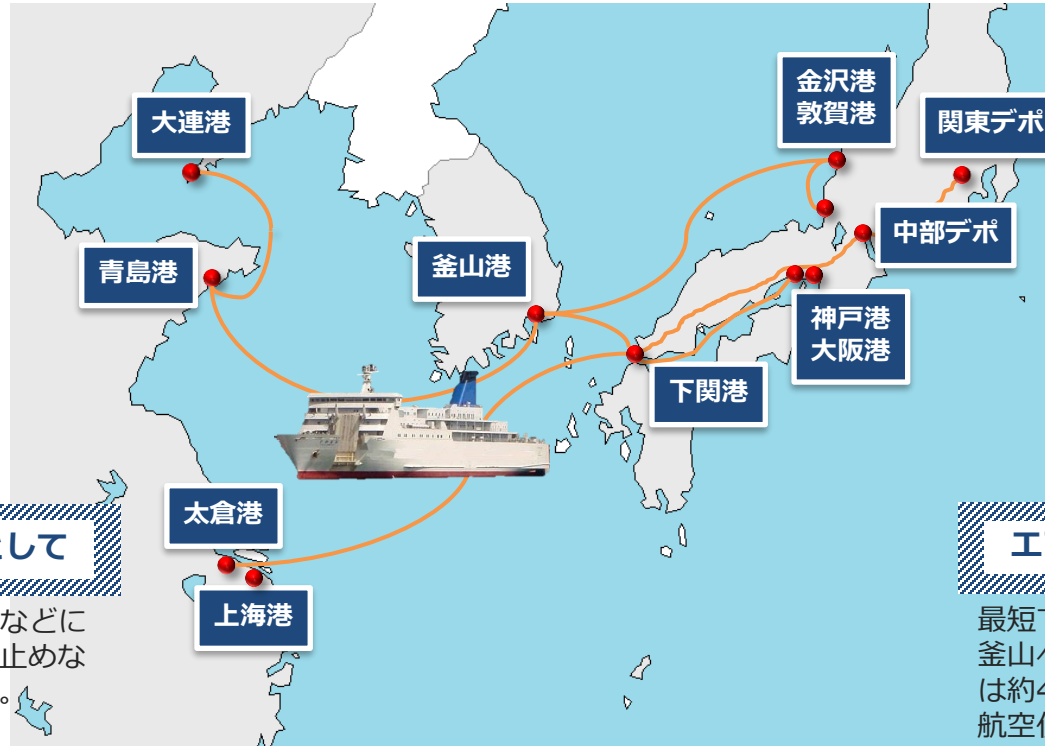 金沢港
敦賀港
関東デポ
大連港
中部デポ
青島港
釜山港
神戸港
大阪港
下関港
太倉港
上海港
して
などに
止めな
。
エ
最短
釜山
は約4
航空